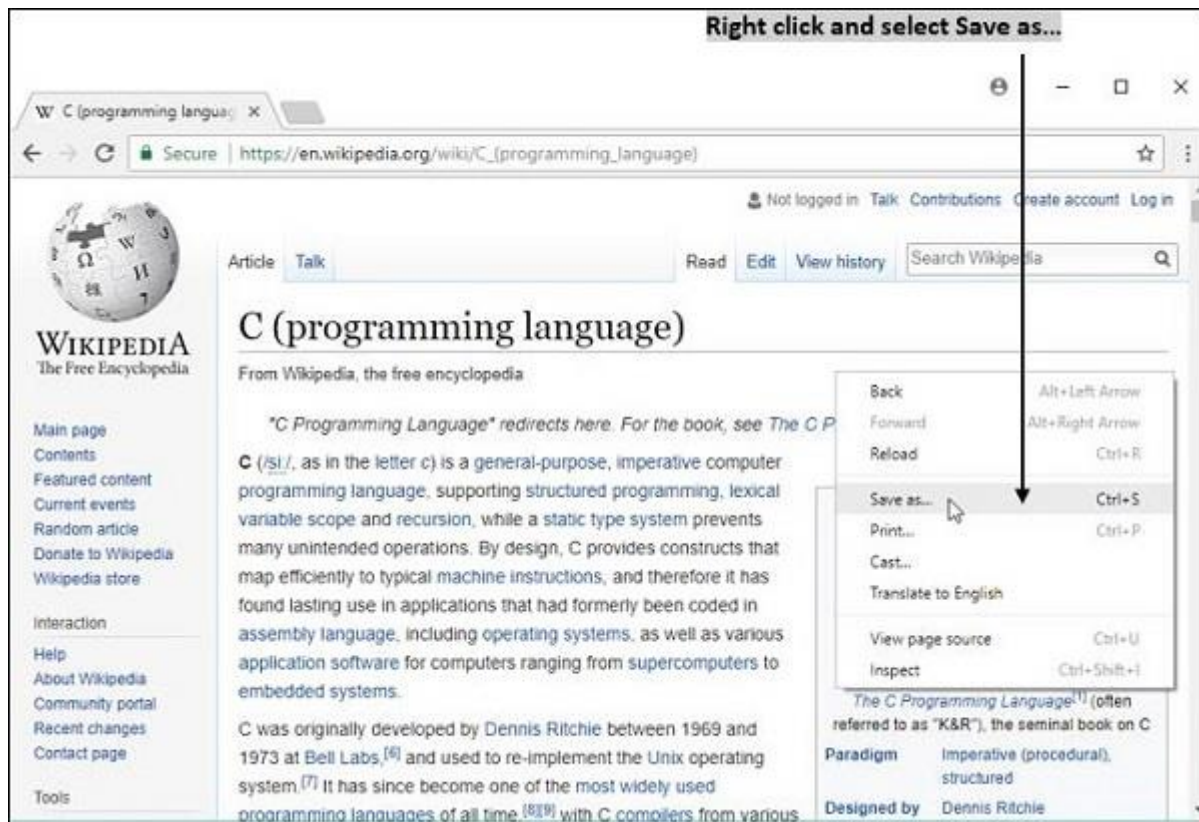 Right click and select Save as...
W C (programming languag ×
Secure | https://en.wikipedia.org/wiki/C_(programming_language)
Not logged in Talk Contributions Create account Log in
Article Talk Read Edit View history Search Wikipedia
WIKIPEDIA
The Free Encyclopedia
Main page
Contents
Featured content
Current events
Random article
Donate to Wikipedia
Wikipedia store
Interaction
Help
About Wikipedia
Community portal
Recent changes
Contact page
Tools
C (programming language)
From Wikipedia, the free encyclopedia
"C Programming Language" redirects here. For the book, see The C P
C (/siː/, as in the letter c) is a general-purpose, imperative computer
programming language, supporting structured programming, lexical
variable scope and recursion, while a static type system prevents
many unintended operations. By design, C provides constructs that
map efficiently to typical machine instructions, and therefore it has
found lasting use in applications that had formerly been coded in
assembly language, including operating systems, as well as various
application software for computers ranging from supercomputers to
embedded systems.
C was originally developed by Dennis Ritchie between 1969 and
1973 at Bell Labs,[6] and used to re-implement the Unix operating
system.[7] It has since become one of the most widely used
programming languages of all time,[8][9] with C compilers from various
Back Alt+Left Arrow
Forward Alt+Right Arrow
Reload Ctrl+R
Save as... Ctrl+S
Print... Ctrl+P
Cast...
Translate to English
View page source Ctrl+U
Inspect Ctrl+Shift+I
The C Programming Language[1] (often
referred to as "K&R"), the seminal book on C
Paradigm Imperative (procedural),
structured
Designed by Dennis Ritchie